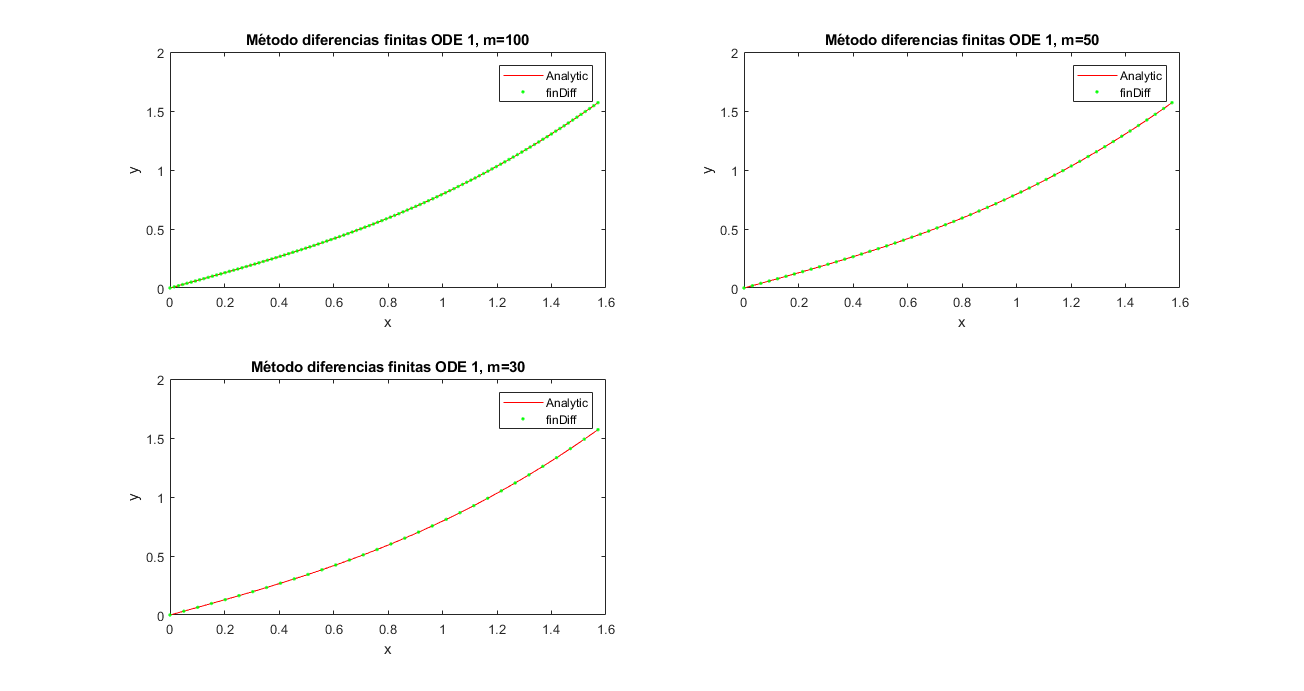 Método diferencias finitas ODE 1, m=100
2
1.5
1
0.5
0
y
Analytic
finDiff
0 0.2 0.4 0.6 0.8 1 1.2 1.4 1.6
x
Método diferencias finitas ODE 1, m=50
2
1.5
1
0.5
0
y
Analytic
finDiff
0 0.2 0.4 0.6 0.8 1 1.2 1.4 1.6
x
Método diferencias finitas ODE 1, m=30
2
1.5
1
0.5
0
y
Analytic
finDiff
0 0.2 0.4 0.6 0.8 1 1.2 1.4 1.6
x